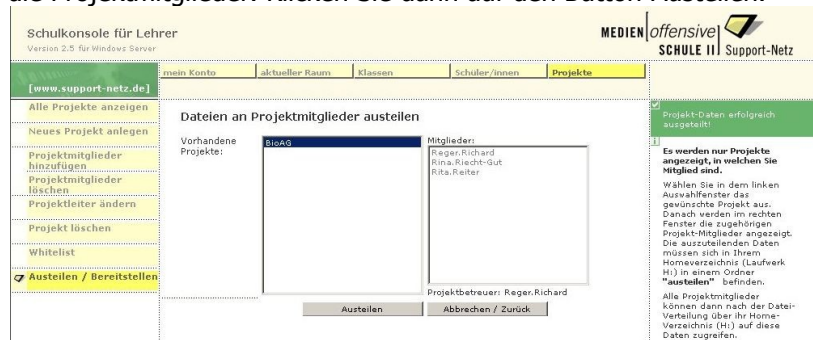 die Projektmitglieder. Klicken Sie dann auf den Button Austeilen.
Schulkonsole für Lehrer
Version 2.5 für Windows Server
MEDIEN offensive
SCHULE II Support-Netz
[www.support-netz.de]
mein Konto
aktueller Raum
Klassen
Schüler/innen
Projekte
Alle Projekte anzeigen
Neues Projekt anlegen
Projektmitglieder
hinzufügen
Projektmitglieder
löschen
Projektleiter ändern
Projekt löschen
Whitelist
Austeilen / Bereitstellen
Dateien an Projektmitglieder austeilen
Vorhandene
Projekte:
BioAG
Mitglieder:
Reger.Richard
Rina.Riecht-Gut
Rita.Reiter
Projektbetreuer: Reger.Richard
Austeilen
Abbrechen / Zurück
Projekt-Daten erfolgreich
ausgeteilt!
Es werden nur Projekte
angezeigt, in welchen Sie
Mitglied sind.
Wählen Sie in dem linken
Auswahlfenster das
gewünschte Projekt aus.
Danach werden im rechten
Fenster die zugehörigen
Projekt-Mitglieder angezeigt.
Die auszuteilenden Daten
müssen sich in Ihrem
Homeverzeichnis (Laufwerk
H:) in einem Ordner
"austeilen" befinden.
Alle Projektmitglieder
können dann nach der Datei-
Verteilung über ihr Home-
Verzeichnis (H:) auf diese
Daten zugreifen.